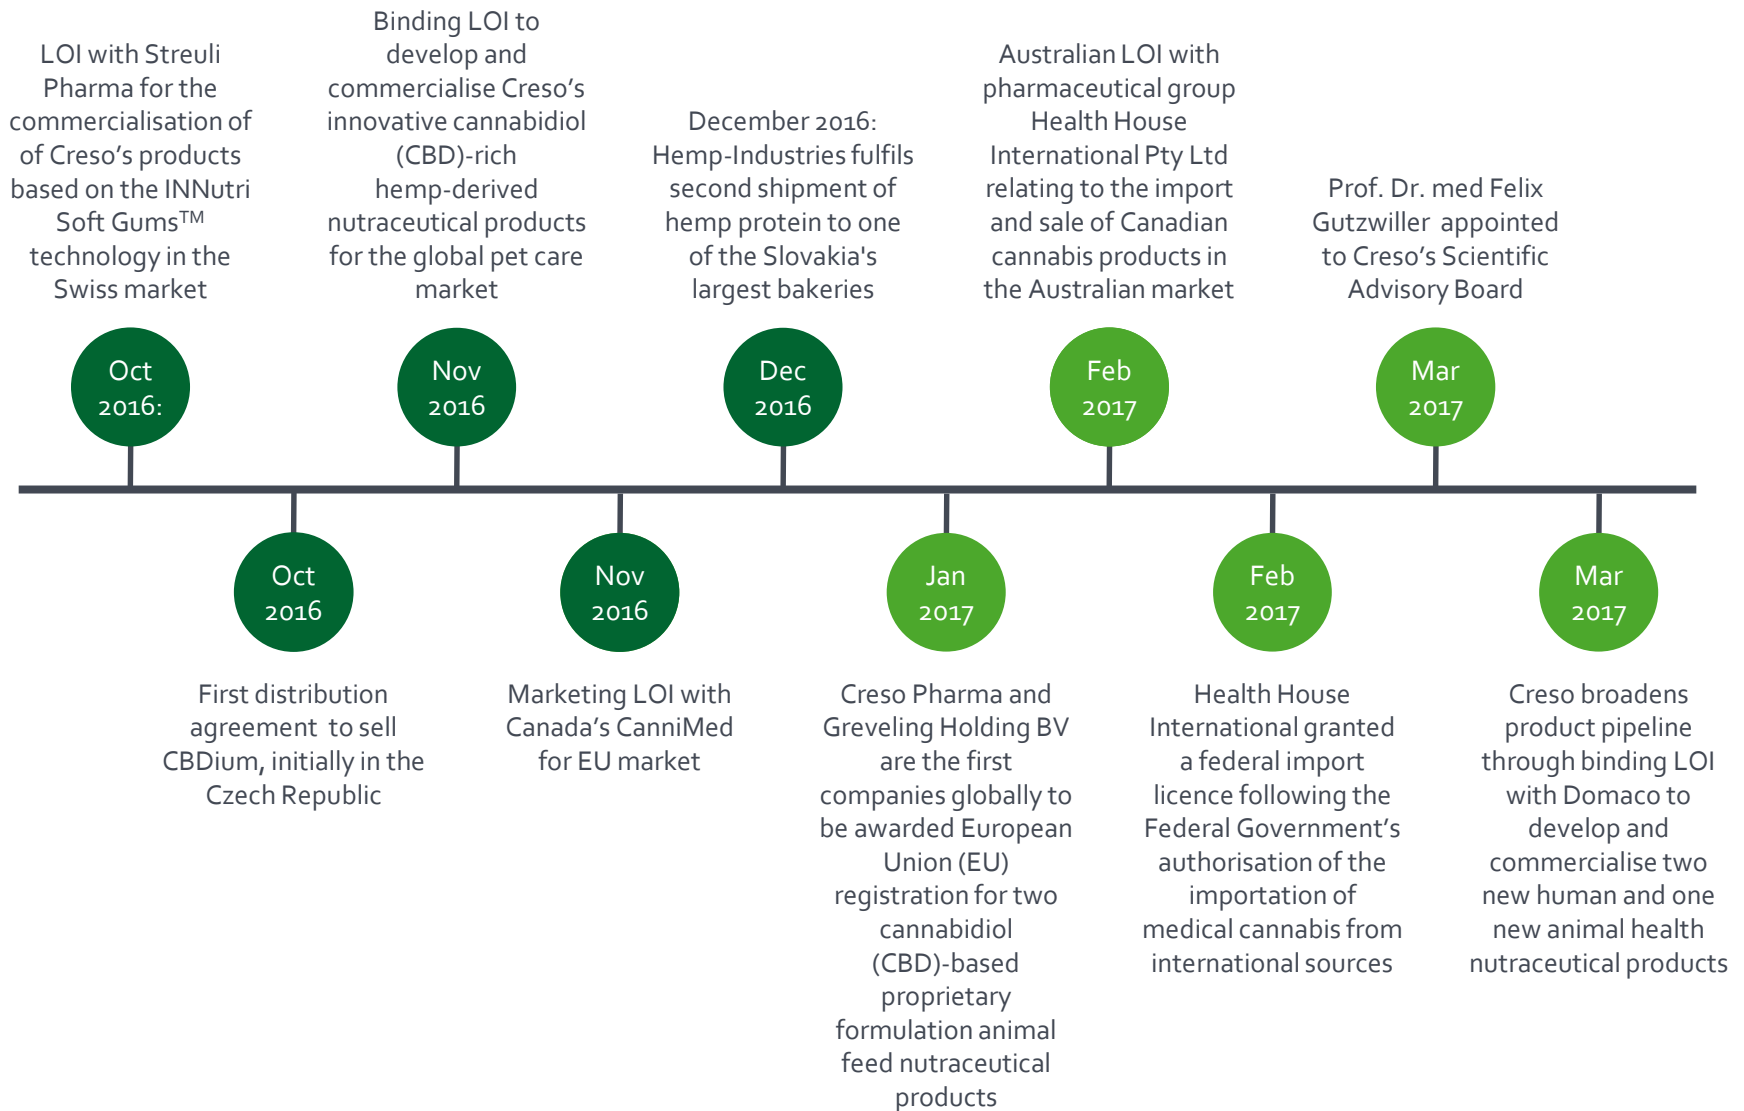 LOI with Streuli
Pharma for the
commercialisation of
of Creso’s products
based on the INNutri
Soft Gums™
technology in the
Swiss market
Oct
2016:
Oct
2016
First distribution
agreement to sell
CBDium, initially in the
Czech Republic
Binding LOI to
develop and
commercialise Creso’s
innovative cannabidiol
(CBD)-rich
hemp-derived
nutraceutical products
for the global pet care
market
Nov
2016
Nov
2016
Marketing LOI with
Canada’s CanniMed
for EU market
December 2016:
Hemp-Industries fulfils
second shipment of
hemp protein to one
of the Slovakia's
largest bakeries
Dec
2016
Jan
2017
Creso Pharma and
Greveling Holding BV
are the first
companies globally to
be awarded European
Union (EU)
registration for two
cannabidiol
(CBD)-based
proprietary
formulation animal
feed nutraceutical
products
Australian LOI with
pharmaceutical group
Health House
International Pty Ltd
relating to the import
and sale of Canadian
cannabis products in
the Australian market
Feb
2017
Feb
2017
Health House
International granted
a federal import
licence following the
Federal Government’s
authorisation of the
importation of
medical cannabis from
international sources
Prof. Dr. med Felix
Gutzwiller appointed
to Creso’s Scientific
Advisory Board
Mar
2017
Mar
2017
Creso broadens
product pipeline
through binding LOI
with Domaco to
develop and
commercialise two
new human and one
new animal health
nutraceutical products